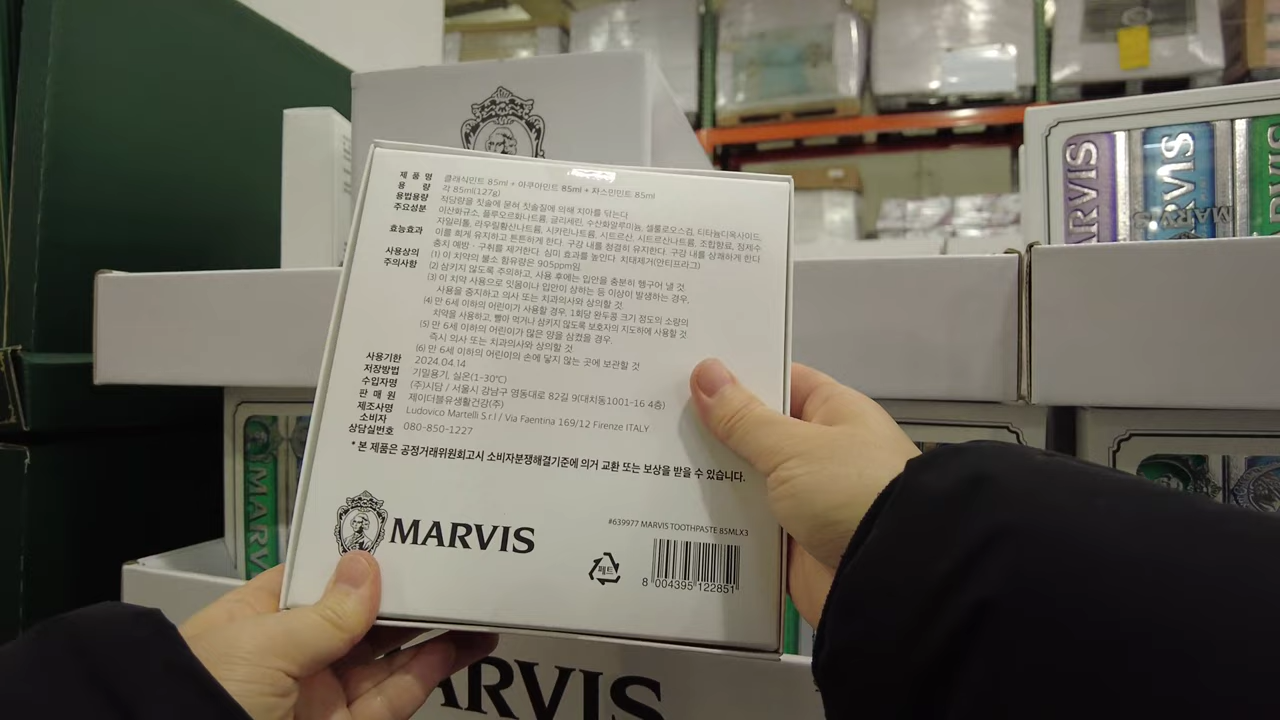 제 품 명 클래식민트 85ml + 아쿠아민트 85ml + 쟈스민민트 85ml
용 량 각 85ml(127g)
용법용량 적당량을 칫솔에 묻혀 칫솔질에 의해 치아를 닦는다
주요성분 이산화규소, 플루오르화나트륨, 글리세린, 수산화알루미늄, 셀룰로오스검, 티타늄디옥사이드,
자일리톨, 라우릴황산나트륨, 시카린나트륨, 시트르산, 시트르산나트륨, 조합향료, 정제수
효능효과 이를 희게 유지하고 튼튼하게 한다. 구강 내를 청결히 유지한다. 구강 내를 상쾌하게 한다
충치 예방 · 구취를 제거한다. 심미 효과를 높인다. 치태제거(안티프라그)
사용상의 (1) 이 치약의 불소 함유량은 905ppm임
주의사항 (2) 삼키지 않도록 주의하고, 사용 후에는 입안을 충분히 헹구어 낼 것
(3) 이 치약 사용으로 잇몸이나 입안이 상하는 등 이상이 발생하는 경우,
사용을 중지하고 의사 또는 치과의사와 상의할 것
(4) 만 6세 이하의 어린이가 사용할 경우, 1회당 완두콩 크기 정도의 소량의
치약을 사용하고, 빨아 먹거나 삼키지 않도록 보호자의 지도하에 사용할 것
(5) 만 6세 이하의 어린이가 많은 양을 삼켰을 경우,
즉시 의사 또는 치과의사와 상의할 것
(6) 만 6세 이하의 어린이의 손에 닿지 않는 곳에 보관할 것
사용기한 2024.04.14
저장방법 기밀용기, 실온(1-30℃)
수입자명 (주)시담 / 서울시 강남구 영동대로 82길 9(대치동1001-16 4층)
판 매 원 제이더블유생활건강(주)
제조사명 Ludovico Martelli S.r.l / Via Faentina 169/12 Firenze ITALY
소비자
상담실번호 080-850-1227
* 본 제품은 공정거래위원회고시 소비자분쟁해결기준에 의거 교환 또는 보상을 받을 수 있습니다.
MARVIS
#639977 MARVIS TOOTHPASTE 85MLX3
페트
8 004395 122851
MARVIS
MARVIS
MARVIS
ARVIS